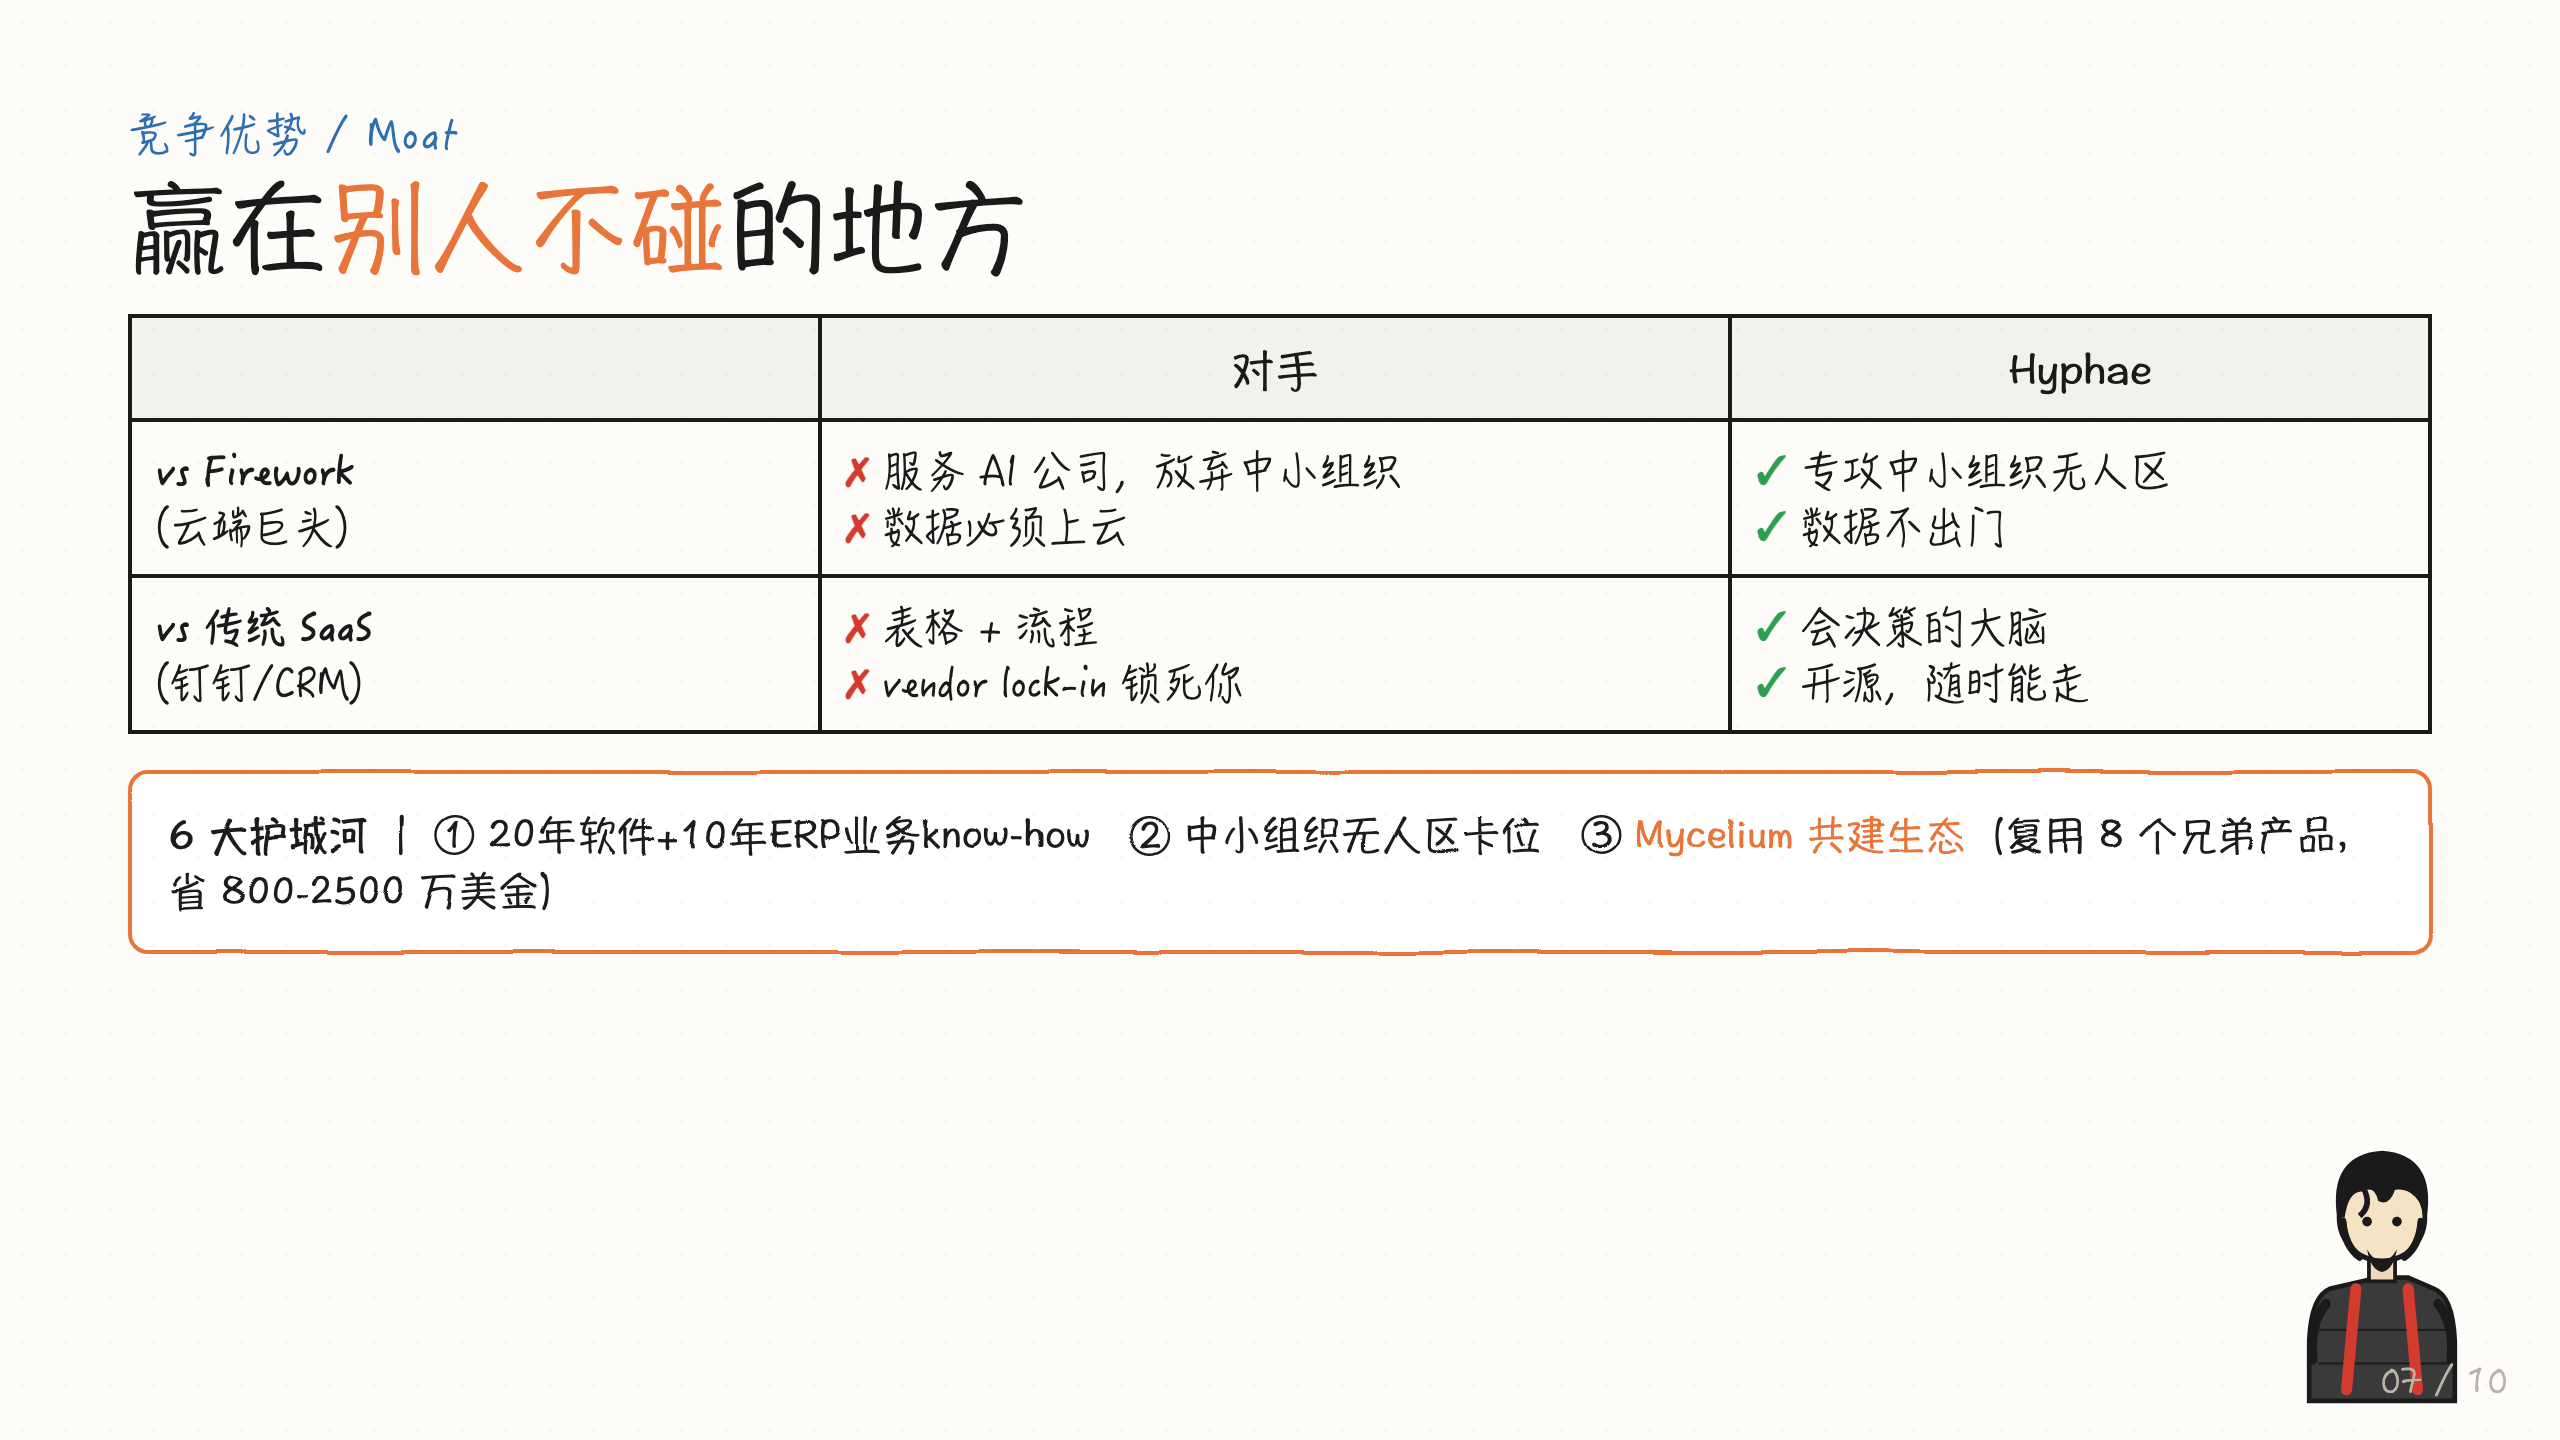 竞争优势 / Moat
赢在别人不碰的地方
对手
Hyphae
vs Firework
(云端巨头)
✗ 服务 AI 公司，放弃中小组织
✗ 数据必须上云
✓ 专攻中小组织无人区
✓ 数据不出门
vs 传统 SaaS
(钉钉/CRM)
✗ 表格 + 流程
✗ vendor lock-in 锁死你
✓ 会决策的大脑
✓ 开源，随时能走
6 大护城河 | ① 20年软件+10年ERP业务know-how ② 中小组织无人区卡位 ③ Mycelium 共建生态 (复用 8 个兄弟产品，
省 800-2500 万美金)
07 / 10